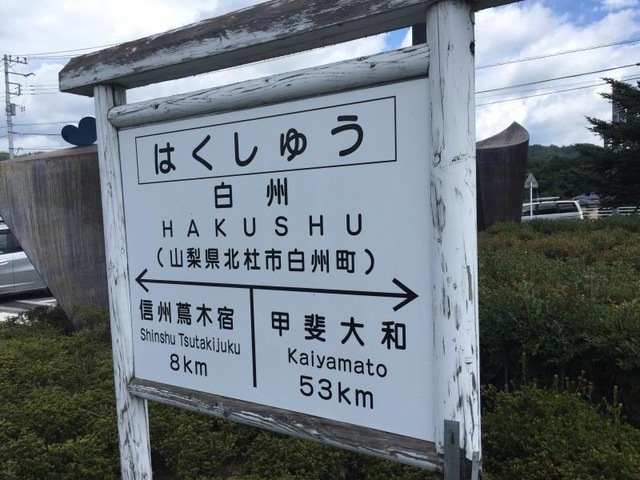 はくしゅう
白州
HAKUSHU
(山梨県北杜市白州町)
信州蔦木宿
Shinshu Tsutakijuku
8km
甲斐大和
Kaiyamato
53km